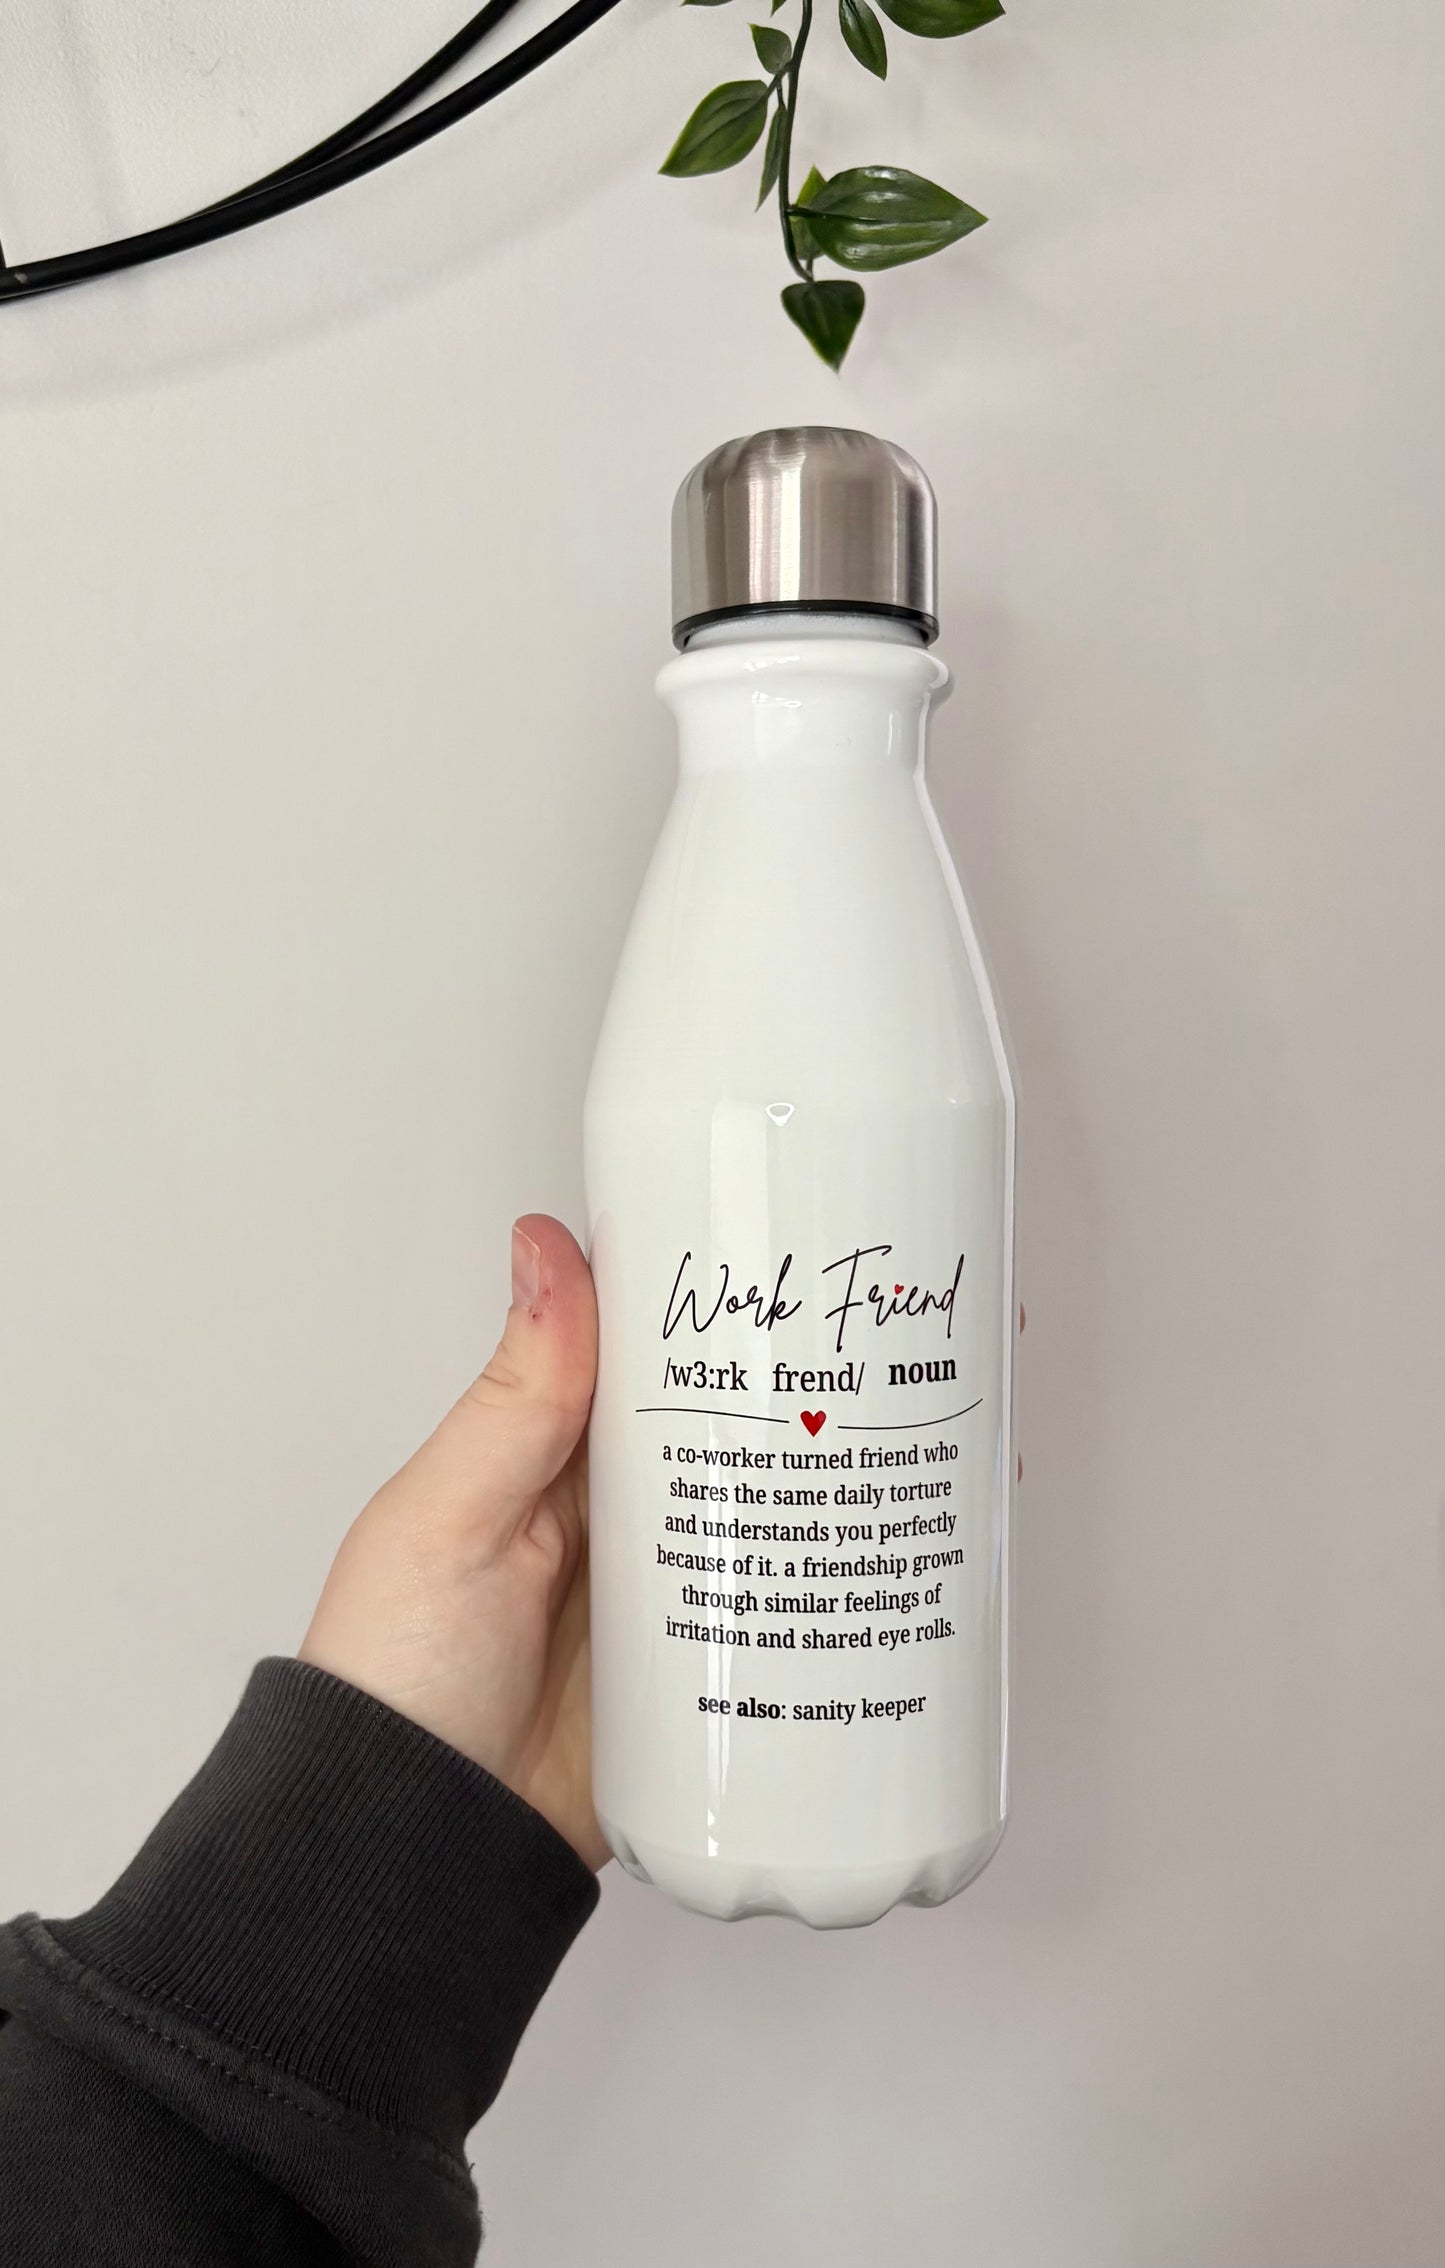 Work Friend
/w3:rk frend/ noun
a co-worker turned friend who
shares the same daily torture
and understands you perfectly
because of it. a friendship grown
through similar feelings of
irritation and shared eye rolls.
see also: sanity keeper